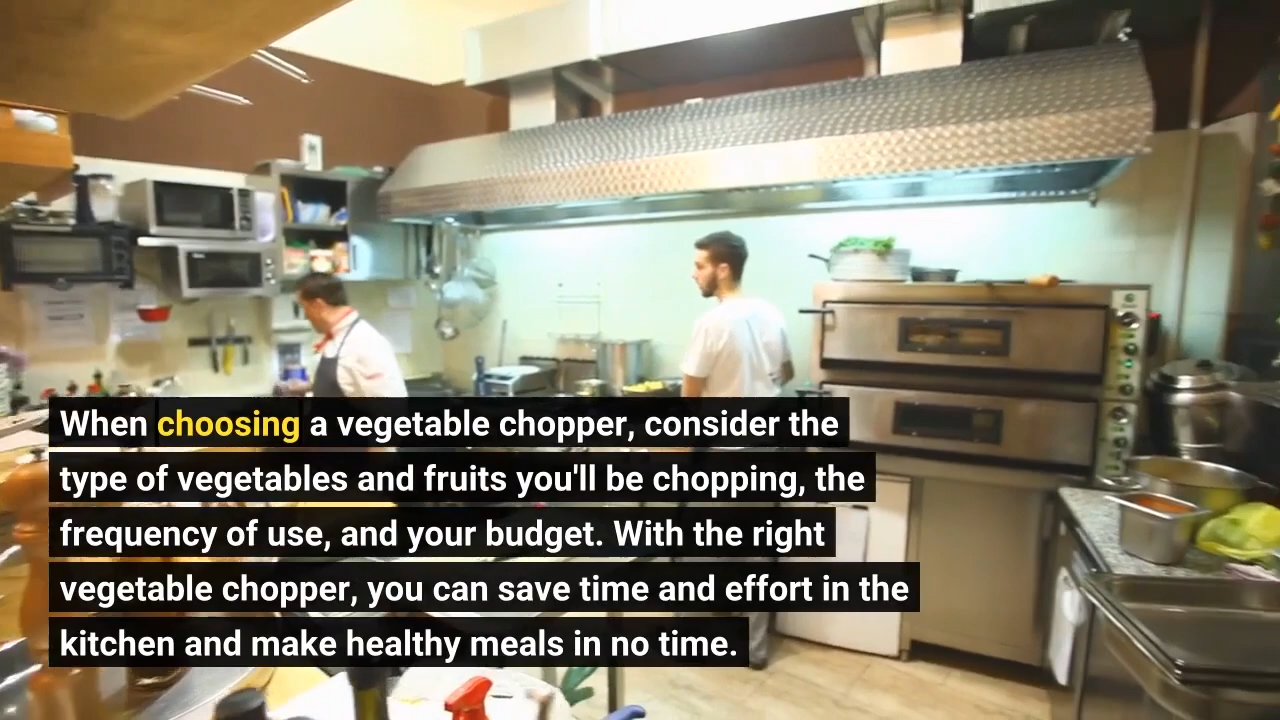 When choosing a vegetable chopper, consider the
type of vegetables and fruits you'll be chopping, the
frequency of use, and your budget. With the right
vegetable chopper, you can save time and effort in the
kitchen and make healthy meals in no time.